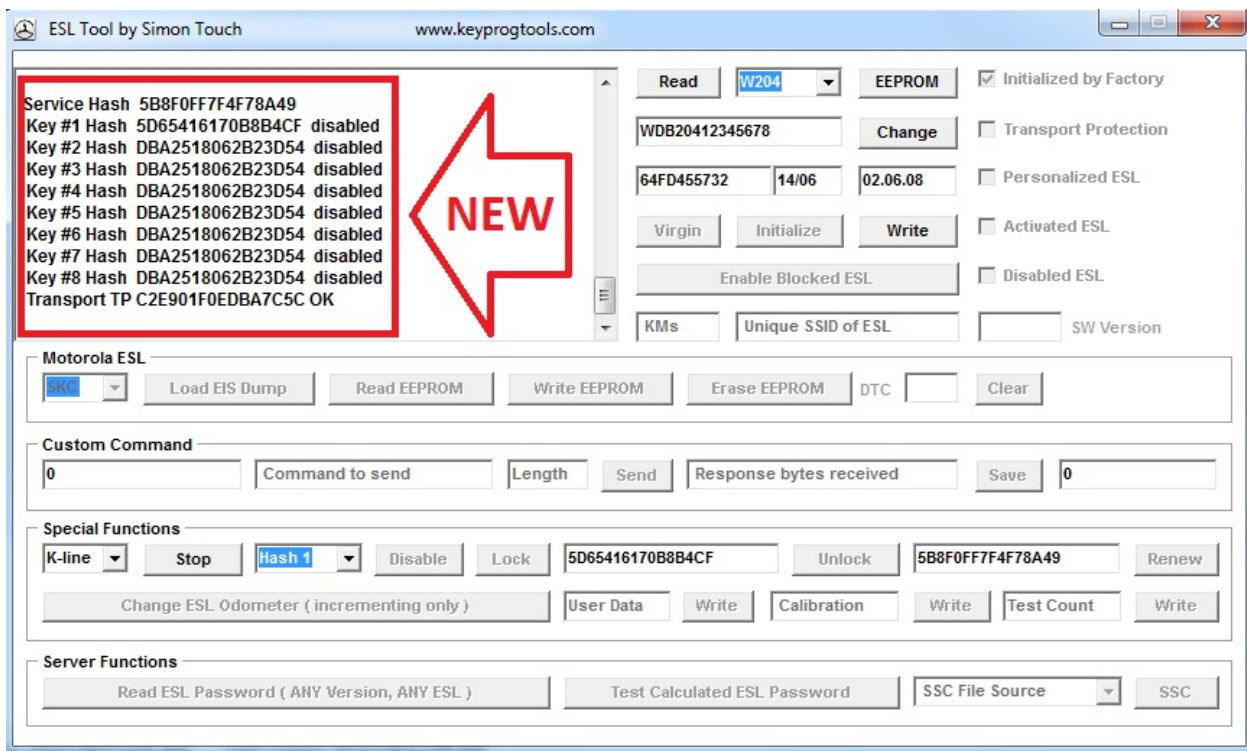 ESL Tool by Simon Touch www.keyprogtools.com
Service Hash 5B8F0FF7F4F78A49
Key #1 Hash 5D65416170B8B4CF disabled
Key #2 Hash DBA2518062B23D54 disabled
Key #3 Hash DBA2518062B23D54 disabled
Key #4 Hash DBA2518062B23D54 disabled
Key #5 Hash DBA2518062B23D54 disabled
Key #6 Hash DBA2518062B23D54 disabled
Key #7 Hash DBA2518062B23D54 disabled
Key #8 Hash DBA2518062B23D54 disabled
Transport TP C2E901F0EDBA7C5C OK
NEW
Read W204 EEPROM Initialized by Factory
WDB20412345678 Change Transport Protection
64FD455732 14/06 02.06.08 Personalized ESL
Virgin Initialize Write Activated ESL
Enable Blocked ESL Disabled ESL
KMs Unique SSID of ESL SW Version
Motorola ESL
SKC Load EIS Dump Read EEPROM Write EEPROM Erase EEPROM DTC Clear
Custom Command
0 Command to send Length Send Response bytes received Save 0
Special Functions
K-line Stop Hash 1 Disable Lock 5D65416170B8B4CF Unlock 5B8F0FF7F4F78A49 Renew
Change ESL Odometer ( incrementing only ) User Data Write Calibration Write Test Count Write
Server Functions
Read ESL Password ( ANY Version, ANY ESL ) Test Calculated ESL Password SSC File Source SSC